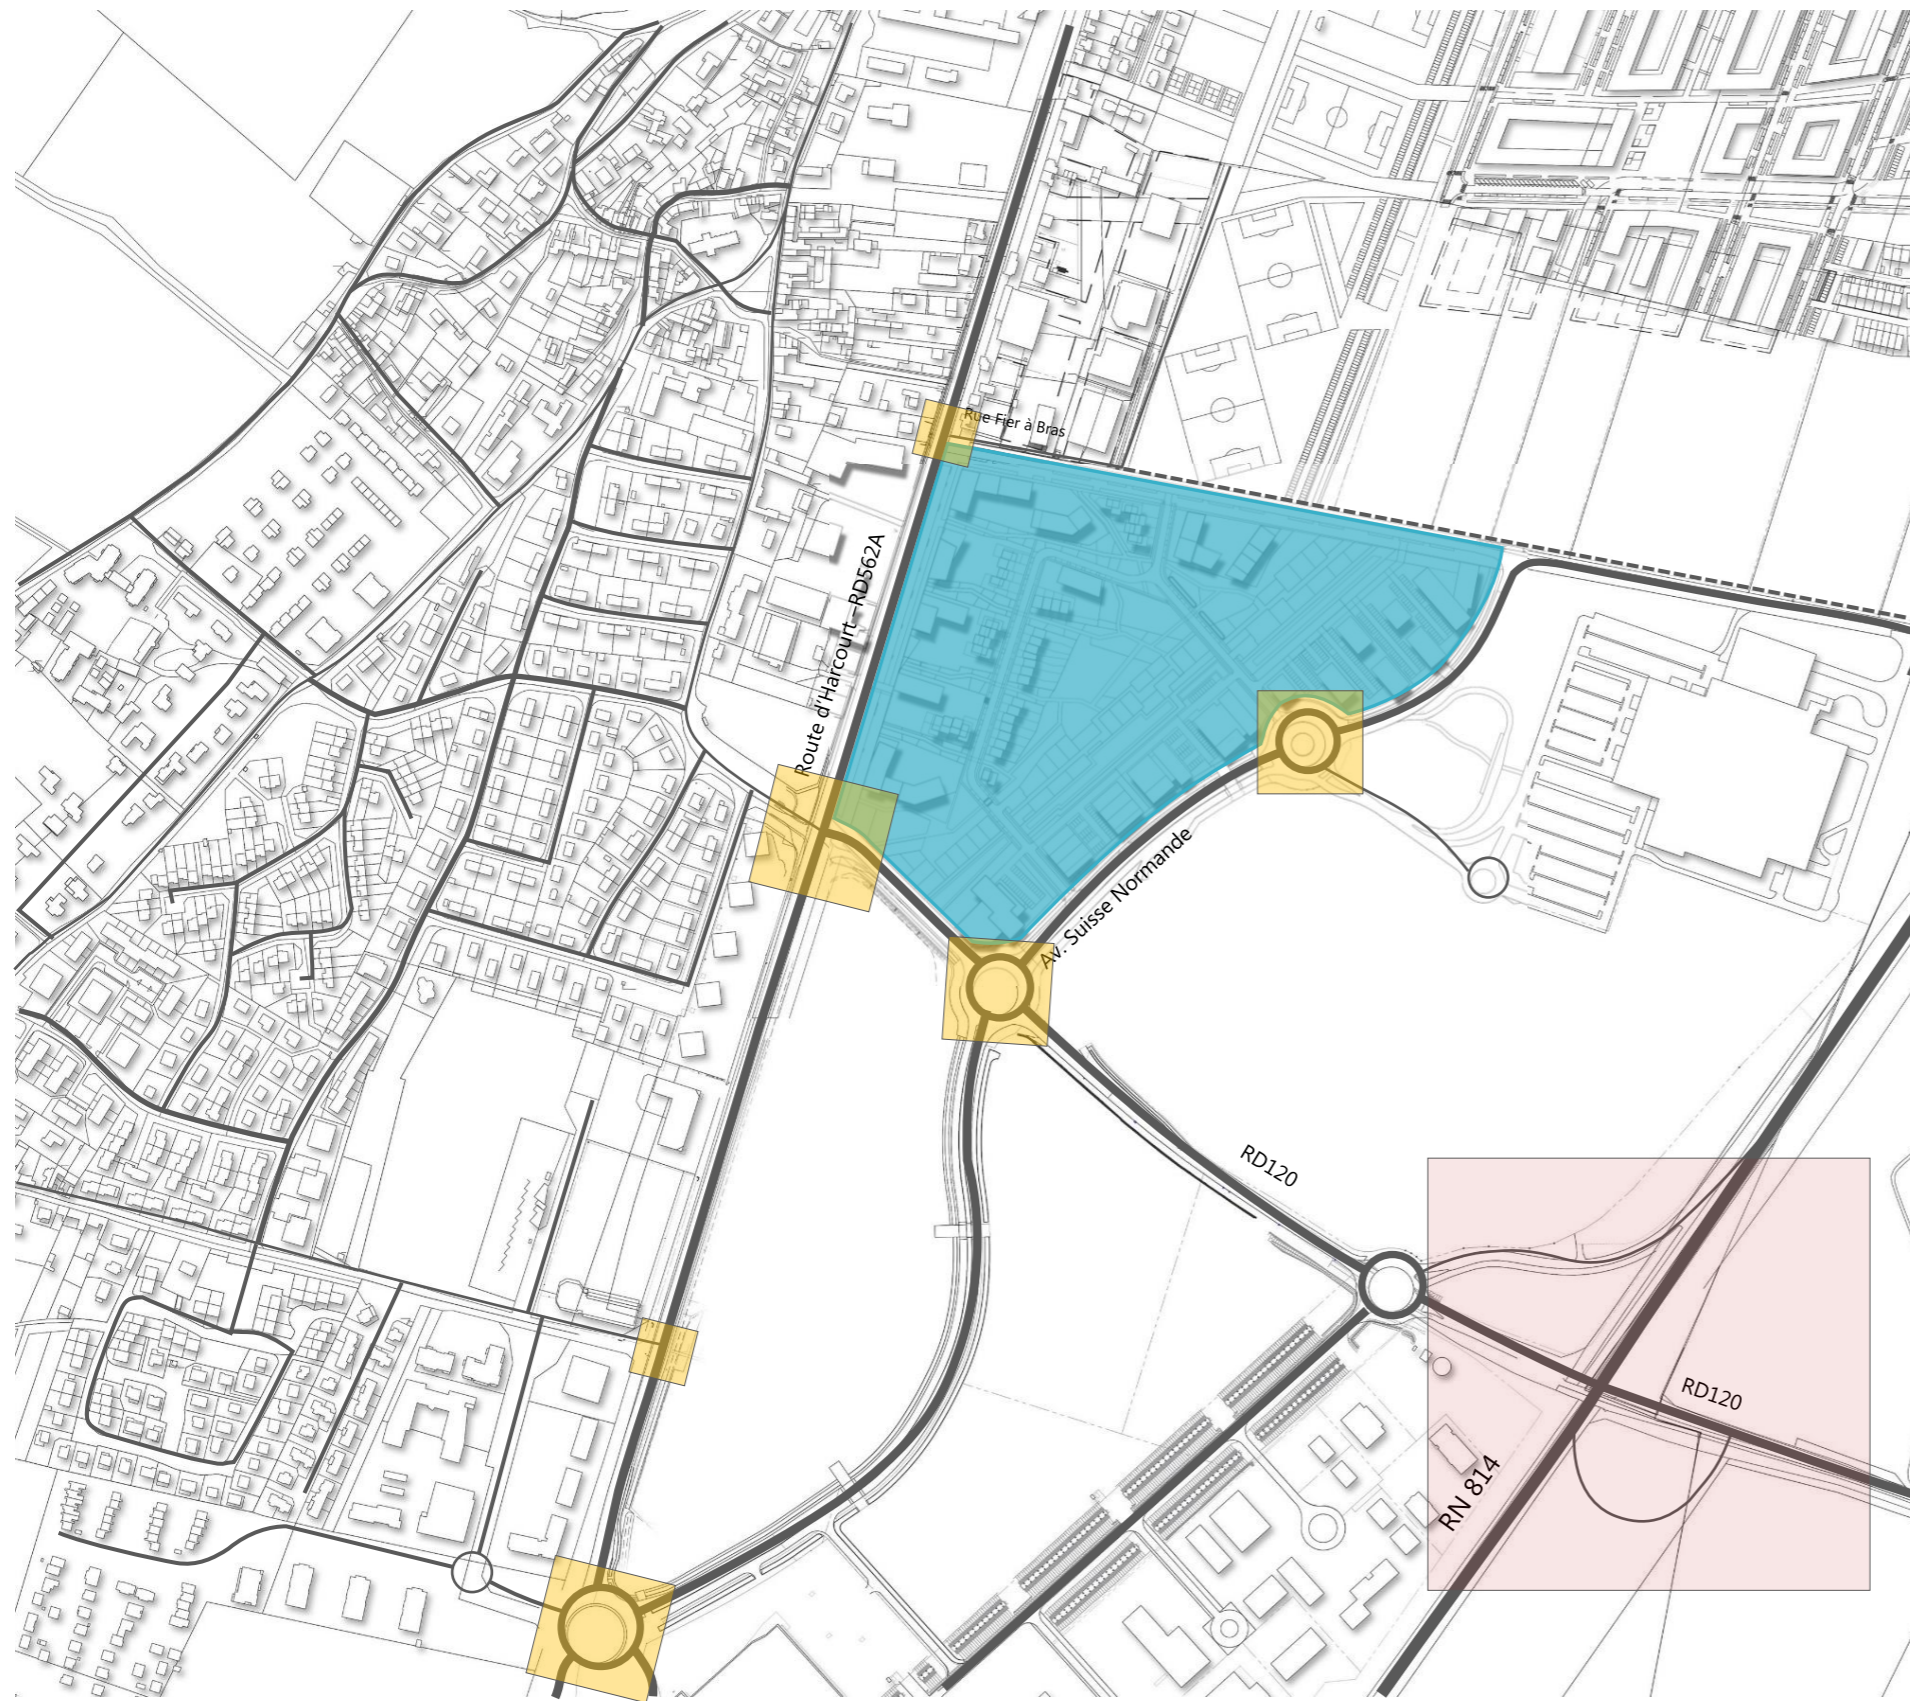 Rue Fier à Bras
Route d'Harcourt—RD562A
Av. Suisse Normande
RD120
RD120
RN 814